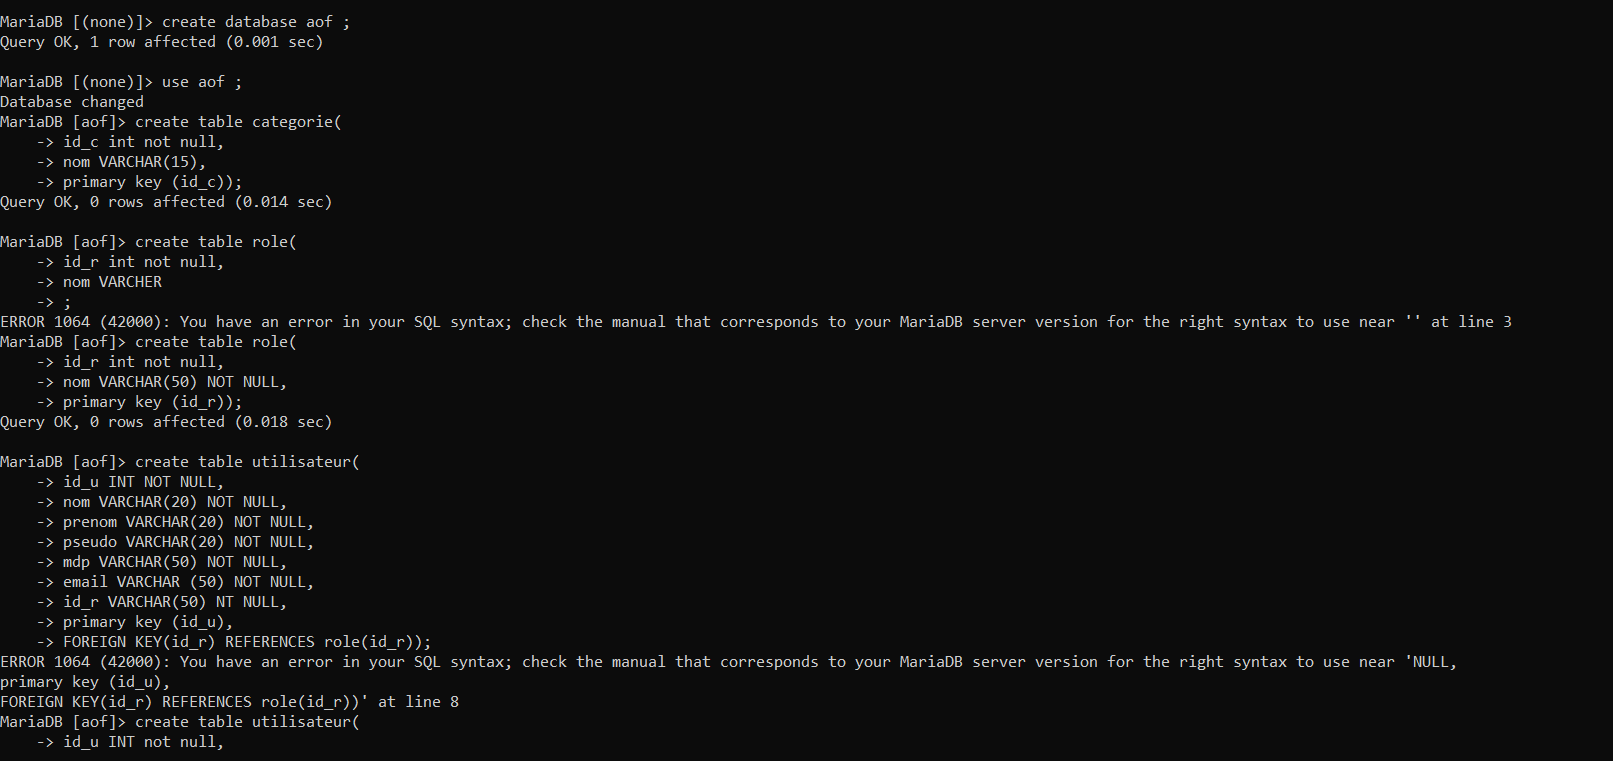 MariaDB [(none)]> create database aof ;
Query OK, 1 row affected (0.001 sec)
MariaDB [(none)]> use aof ;
Database changed
MariaDB [aof]> create table categorie(
    -> id_c int not null,
    -> nom VARCHAR(15),
    -> primary key (id_c));
Query OK, 0 rows affected (0.014 sec)
MariaDB [aof]> create table role(
    -> id_r int not null,
    -> nom VARCHER
    -> ;
ERROR 1064 (42000): You have an error in your SQL syntax; check the manual that corresponds to your MariaDB server version for the right syntax to use near '' at line 3
MariaDB [aof]> create table role(
    -> id_r int not null,
    -> nom VARCHAR(50) NOT NULL,
    -> primary key (id_r));
Query OK, 0 rows affected (0.018 sec)
MariaDB [aof]> create table utilisateur(
    -> id_u INT NOT NULL,
    -> nom VARCHAR(20) NOT NULL,
    -> prenom VARCHAR(20) NOT NULL,
    -> pseudo VARCHAR(20) NOT NULL,
    -> mdp VARCHAR(50) NOT NULL,
    -> email VARCHAR (50) NOT NULL,
    -> id_r VARCHAR(50) NT NULL,
    -> primary key (id_u),
    -> FOREIGN KEY(id_r) REFERENCES role(id_r));
ERROR 1064 (42000): You have an error in your SQL syntax; check the manual that corresponds to your MariaDB server version for the right syntax to use near 'NULL,
primary key (id_u),
FOREIGN KEY(id_r) REFERENCES role(id_r))' at line 8
MariaDB [aof]> create table utilisateur(
    -> id_u INT not null,